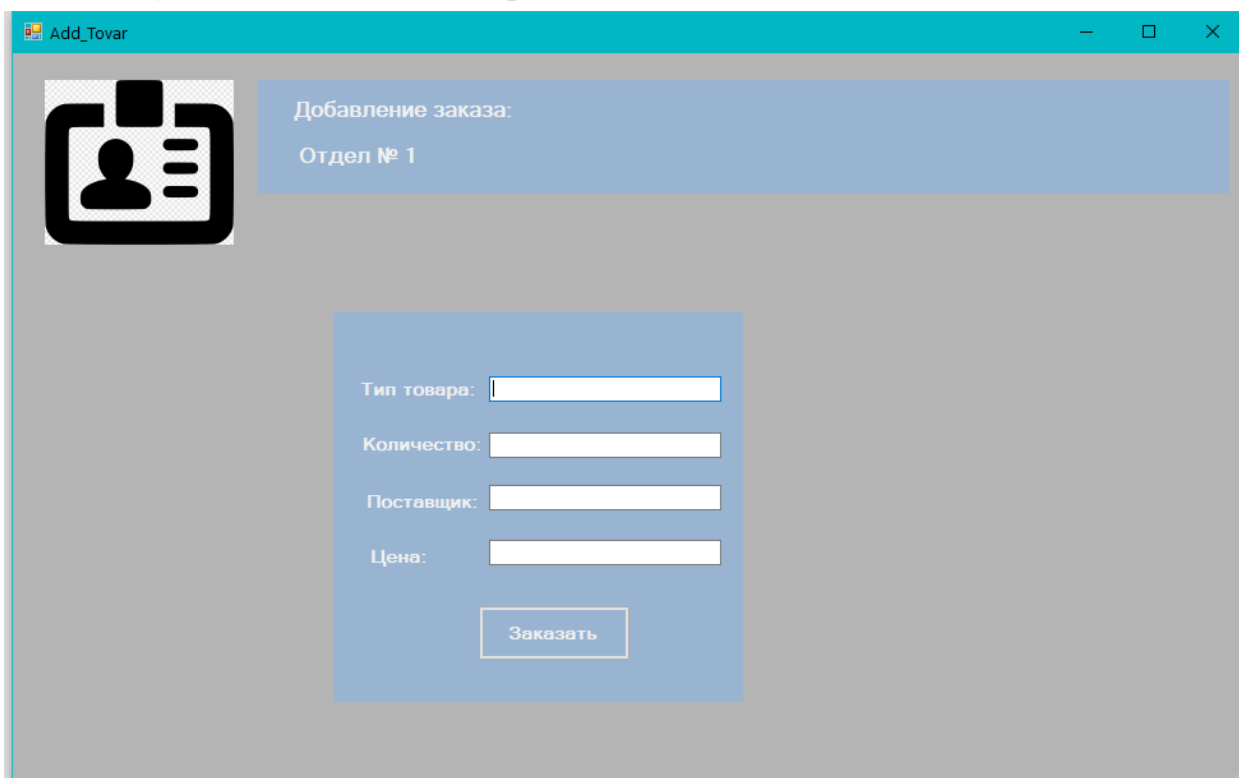 Add_Tovar
Добавление заказа:
Отдел № 1
Тип товара:
Количество:
Поставщик:
Цена:
Заказать